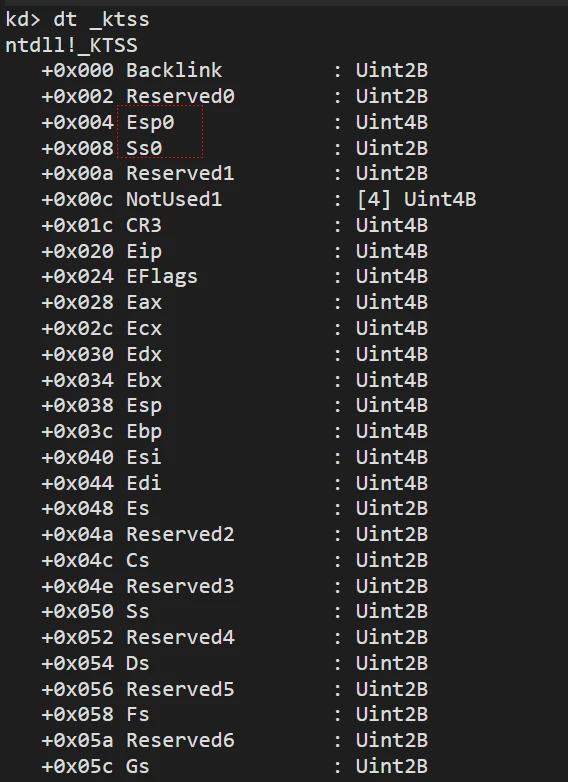 kd> dt _ktss
ntdll!_KTSS
   +0x000 Backlink         : Uint2B
   +0x002 Reserved0        : Uint2B
   +0x004 Esp0             : Uint4B
   +0x008 Ss0              : Uint2B
   +0x00a Reserved1        : Uint2B
   +0x00c NotUsed1         : [4] Uint4B
   +0x01c CR3              : Uint4B
   +0x020 Eip              : Uint4B
   +0x024 EFlags           : Uint4B
   +0x028 Eax              : Uint4B
   +0x02c Ecx              : Uint4B
   +0x030 Edx              : Uint4B
   +0x034 Ebx              : Uint4B
   +0x038 Esp              : Uint4B
   +0x03c Ebp              : Uint4B
   +0x040 Esi              : Uint4B
   +0x044 Edi              : Uint4B
   +0x048 Es               : Uint2B
   +0x04a Reserved2        : Uint2B
   +0x04c Cs               : Uint2B
   +0x04e Reserved3        : Uint2B
   +0x050 Ss               : Uint2B
   +0x052 Reserved4        : Uint2B
   +0x054 Ds               : Uint2B
   +0x056 Reserved5        : Uint2B
   +0x058 Fs               : Uint2B
   +0x05a Reserved6        : Uint2B
   +0x05c Gs               : Uint2B